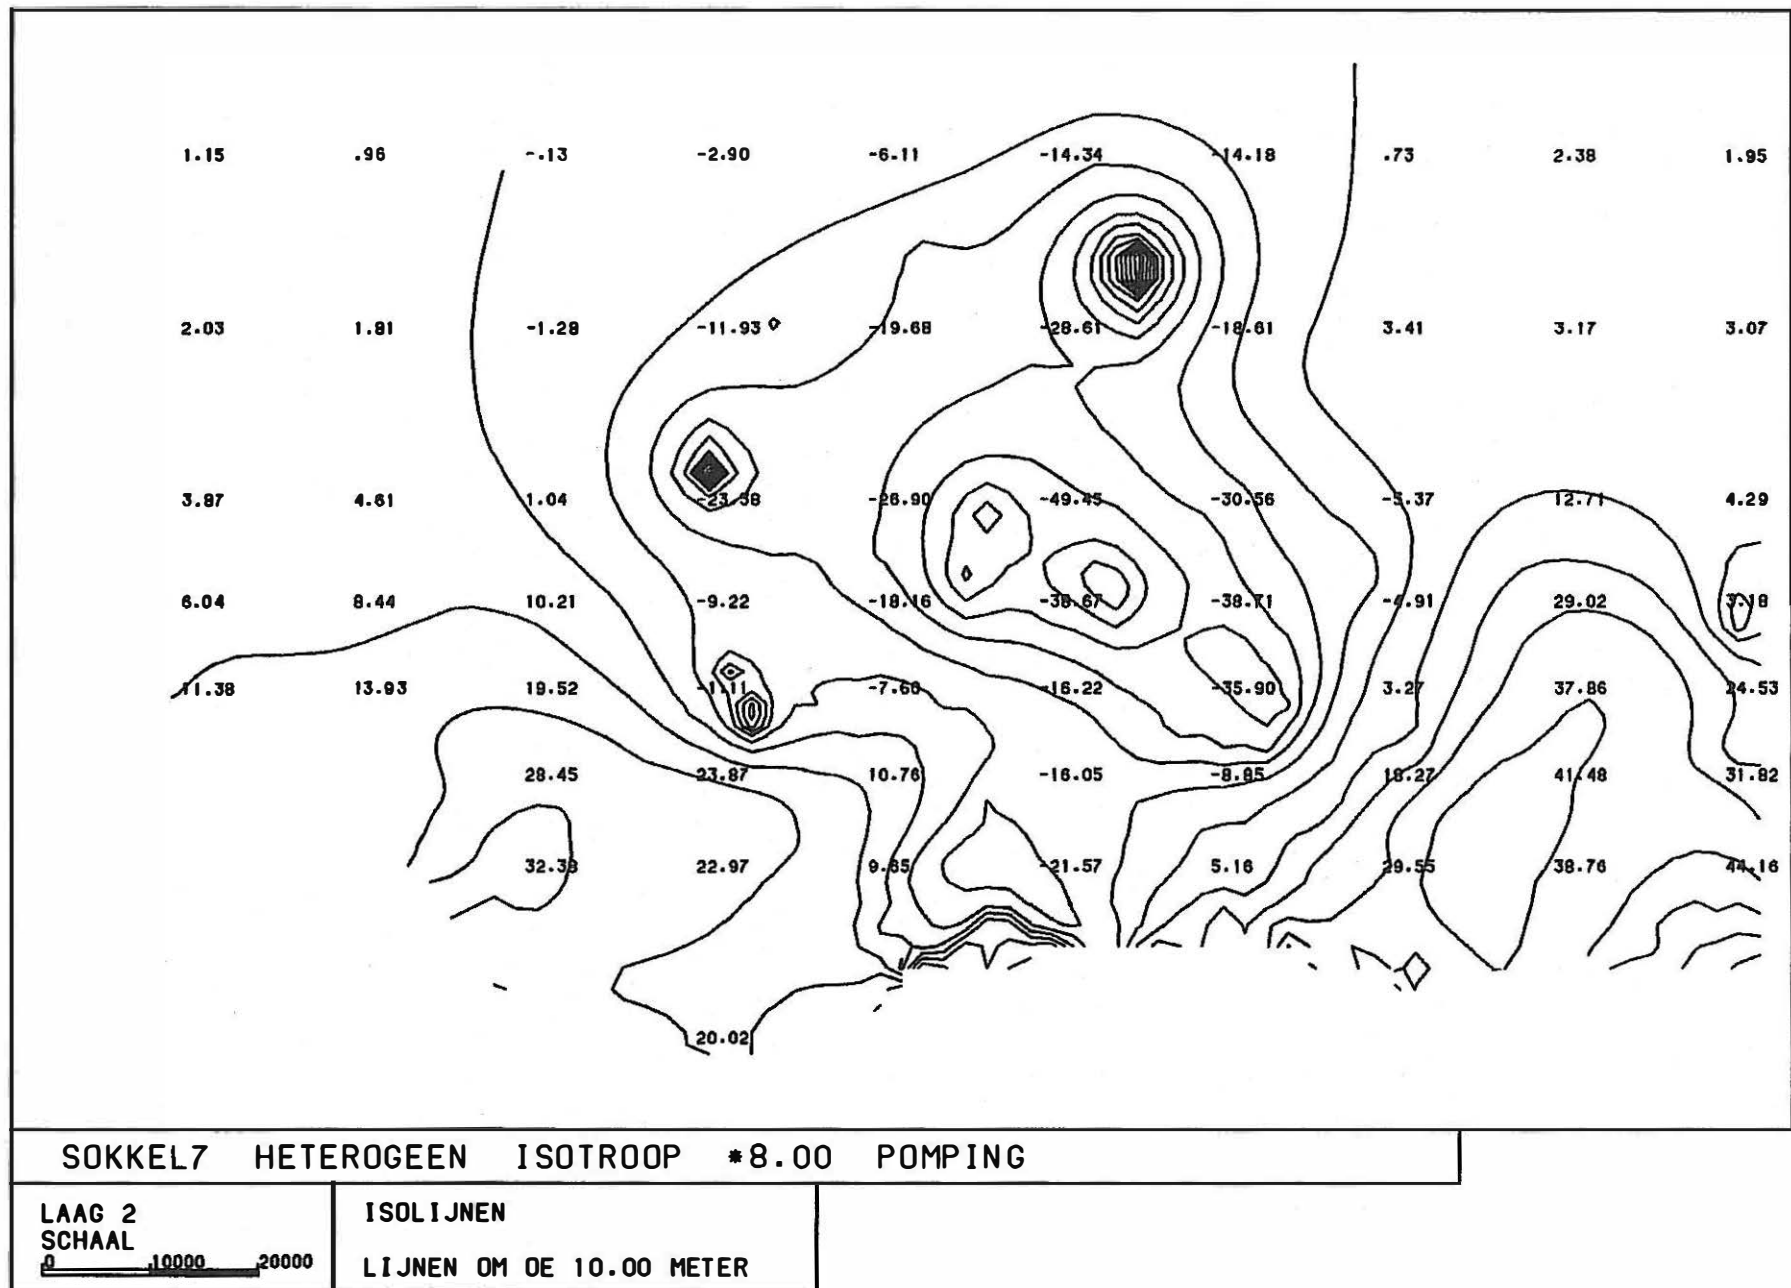 1.15 .96 -.13 -2.90 -6.11 -14.34 -14.18 .73 2.38 1.95
2.03 1.81 -1.28 -11.93 -19.68 -28.61 -18.61 3.41 3.17 3.07
3.87 4.61 1.04 -23.38 -26.90 -49.45 -30.56 -5.37 12.71 4.29
6.04 8.44 10.21 -9.22 -18.16 -38.67 -38.71 -4.91 29.02 3.18
11.38 13.93 19.52 -1.11 -7.60 -16.22 -35.90 3.27 37.86 24.53
28.45 23.87 10.76 -16.05 -8.85 18.27 41.48 31.82
32.38 22.97 9.65 -21.57 5.16 29.55 38.76 44.16
20.02
SOKKEL7 HETEROGEEN ISOTROOP *8.00 POMPING
LAAG 2
SCHAAL
0 10000 20000
ISOLIJNEN
LIJNEN OM OE 10.00 METER